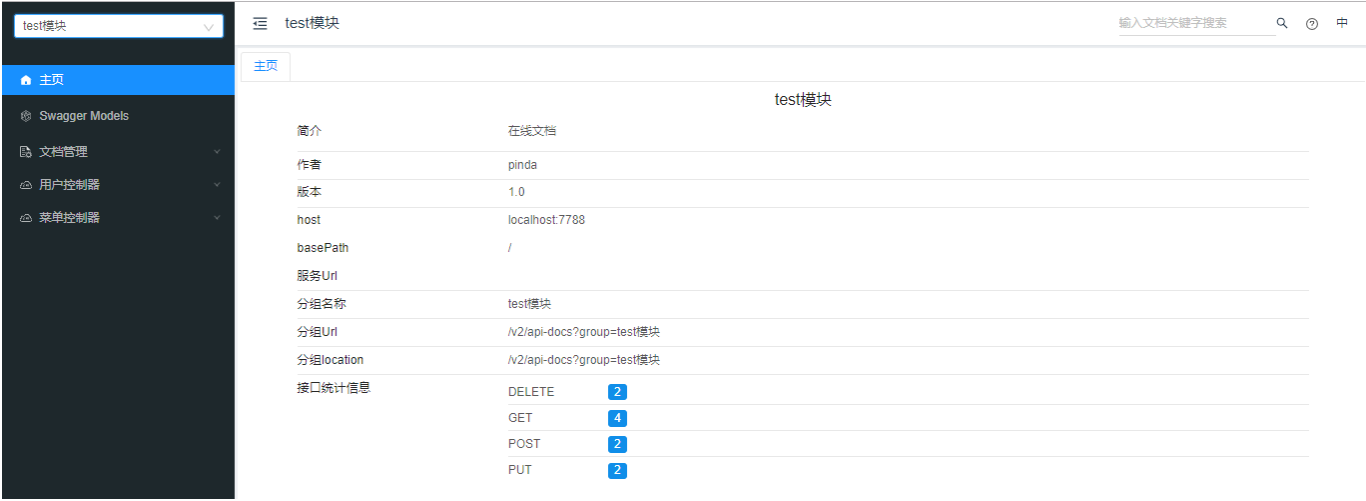 test模块
主页
Swagger Models
文档管理
用户控制器
菜单控制器
test模块
输入文档关键字搜索
中
主页
test模块
简介 在线文档
作者 pinda
版本 1.0
host localhost:7788
basePath /
服务Url
分组名称 test模块
分组Url /v2/api-docs?group=test模块
分组location /v2/api-docs?group=test模块
接口统计信息 DELETE 2
GET 4
POST 2
PUT 2